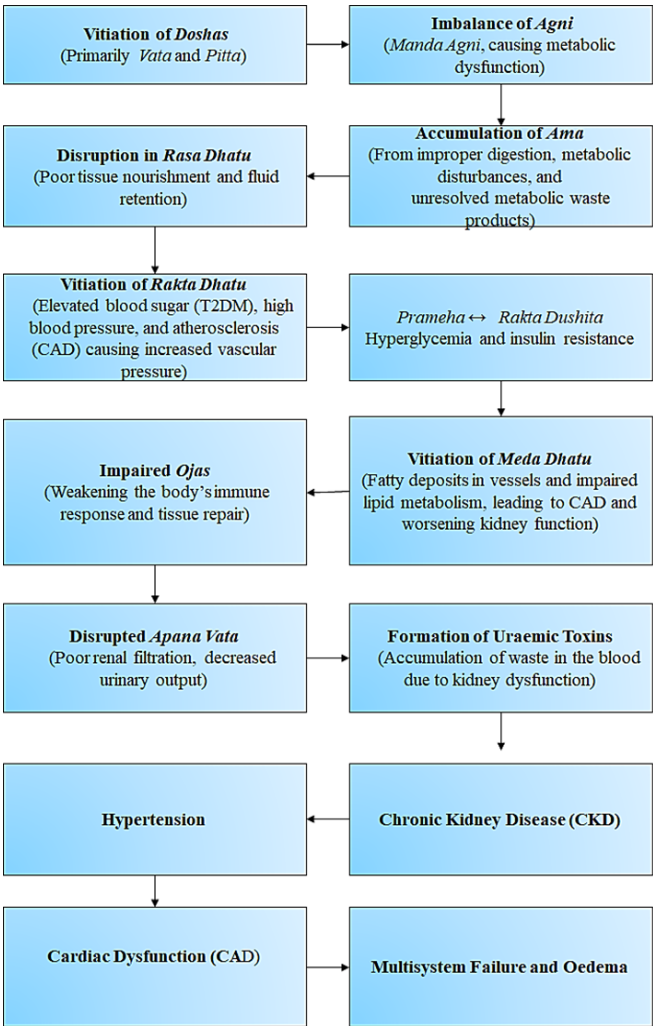 Vitiation of Doshas
(Primarily Vata and Pitta)
Imbalance of Agni
(Manda Agni, causing metabolic
dysfunction)
Accumulation of Ama
(From improper digestion, metabolic
disturbances, and
unresolved metabolic waste
products)
Disruption in Rasa Dhatu
(Poor tissue nourishment and fluid
retention)
Vitiation of Rakta Dhatu
(Elevated blood sugar (T2DM), high
blood pressure, and atherosclerosis
(CAD) causing increased vascular
pressure)
Prameha ↔ Rakta Dushita
Hyperglycemia and insulin resistance
Vitiation of Meda Dhatu
(Fatty deposits in vessels and impaired
lipid metabolism, leading to CAD and
worsening kidney function)
Impaired Ojas
(Weakening the body’s immune
response and tissue repair)
Disrupted Apana Vata
(Poor renal filtration, decreased
urinary output)
Formation of Uraemic Toxins
(Accumulation of waste in the blood
due to kidney dysfunction)
Chronic Kidney Disease (CKD)
Hypertension
Cardiac Dysfunction (CAD)
Multisystem Failure and Oedema